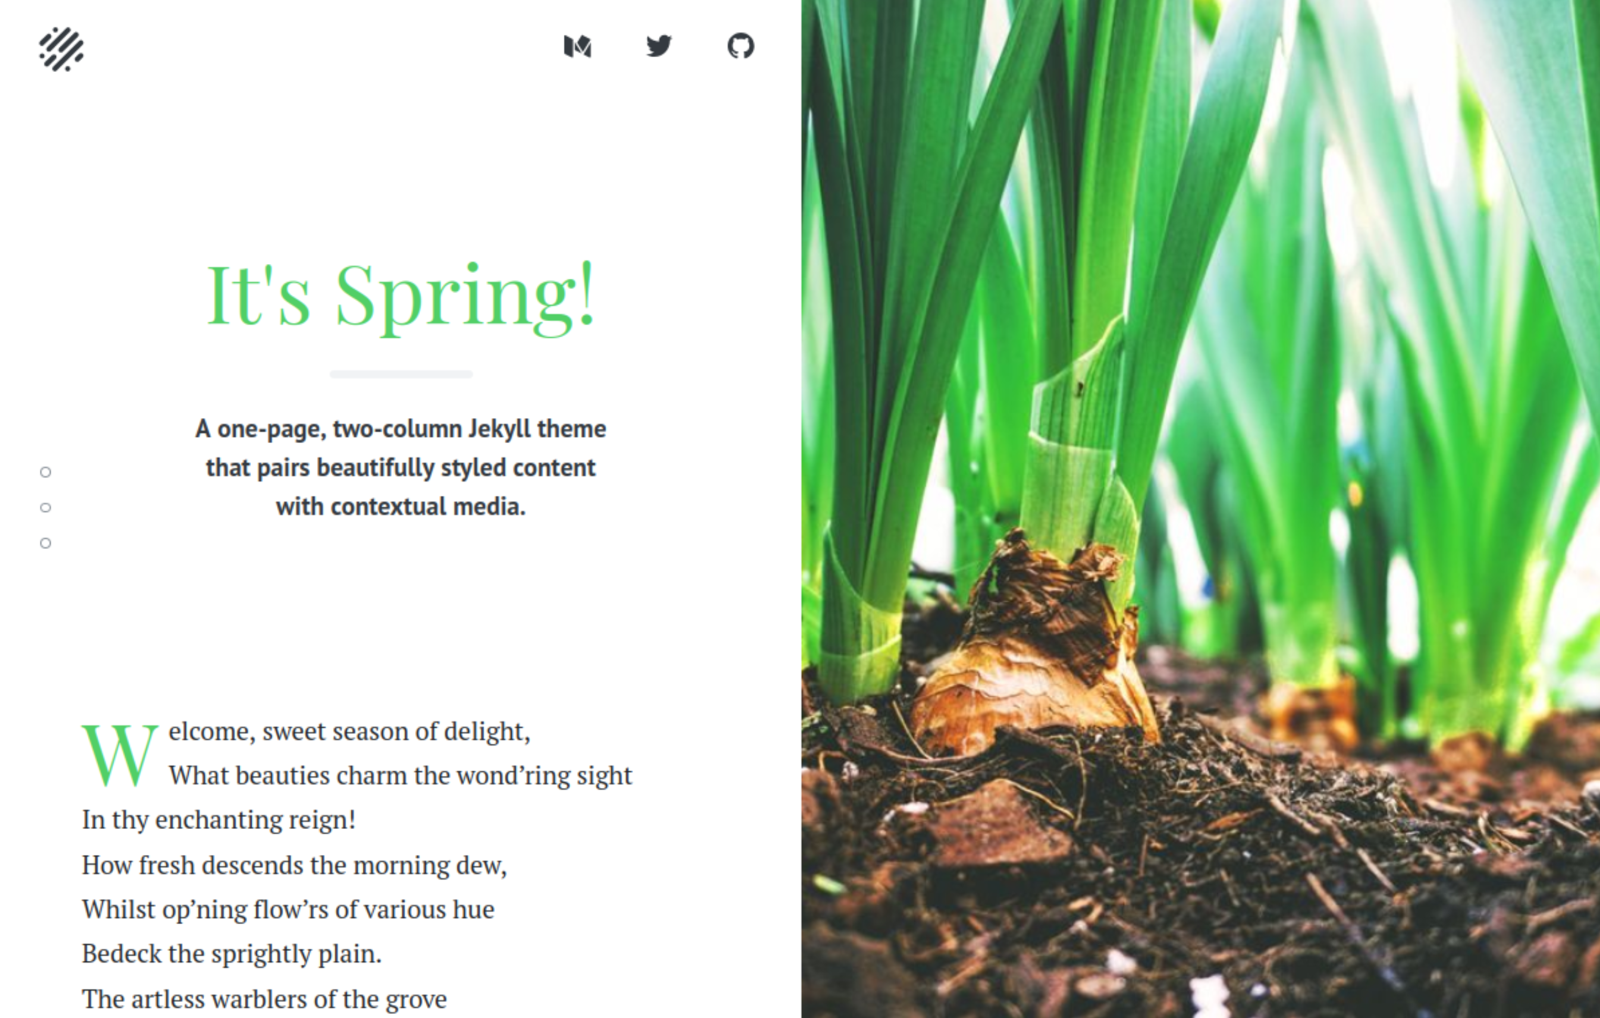 It's Spring!
A one-page, two-column Jekyll theme
that pairs beautifully styled content
with contextual media.
Welcome, sweet season of delight,
What beauties charm the wond’ring sight
In thy enchanting reign!
How fresh descends the morning dew,
Whilst op’ning flow’rs of various hue
Bedeck the sprightly plain.
The artless warblers of the grove